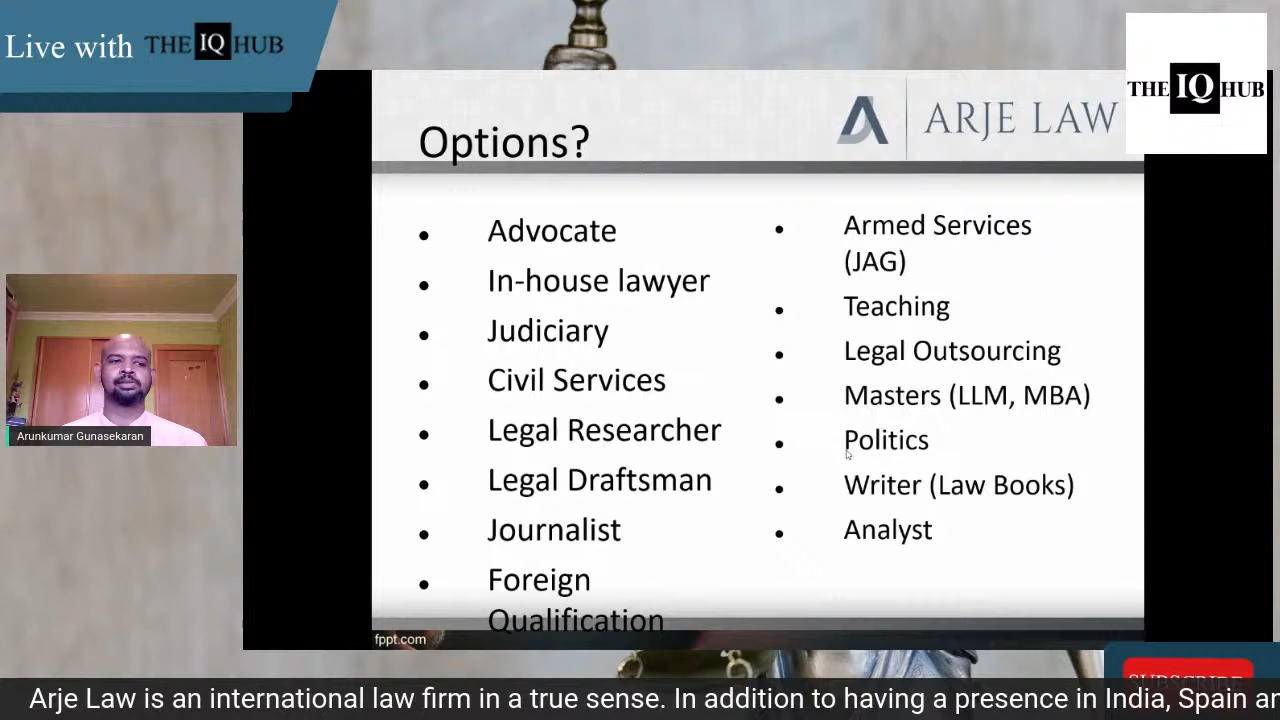 Live with THE IQ HUB
THE IQ HUB
ARJE LAW
Options?
Advocate
In-house lawyer
Judiciary
Civil Services
Legal Researcher
Legal Draftsman
Journalist
Foreign
Qualification
Armed Services
(JAG)
Teaching
Legal Outsourcing
Masters (LLM, MBA)
Politics
Writer (Law Books)
Analyst
Arunkumar Gunasekaran
fppt.com
SUBSCRIBE
Arje Law is an international law firm in a true sense. In addition to having a presence in India, Spain